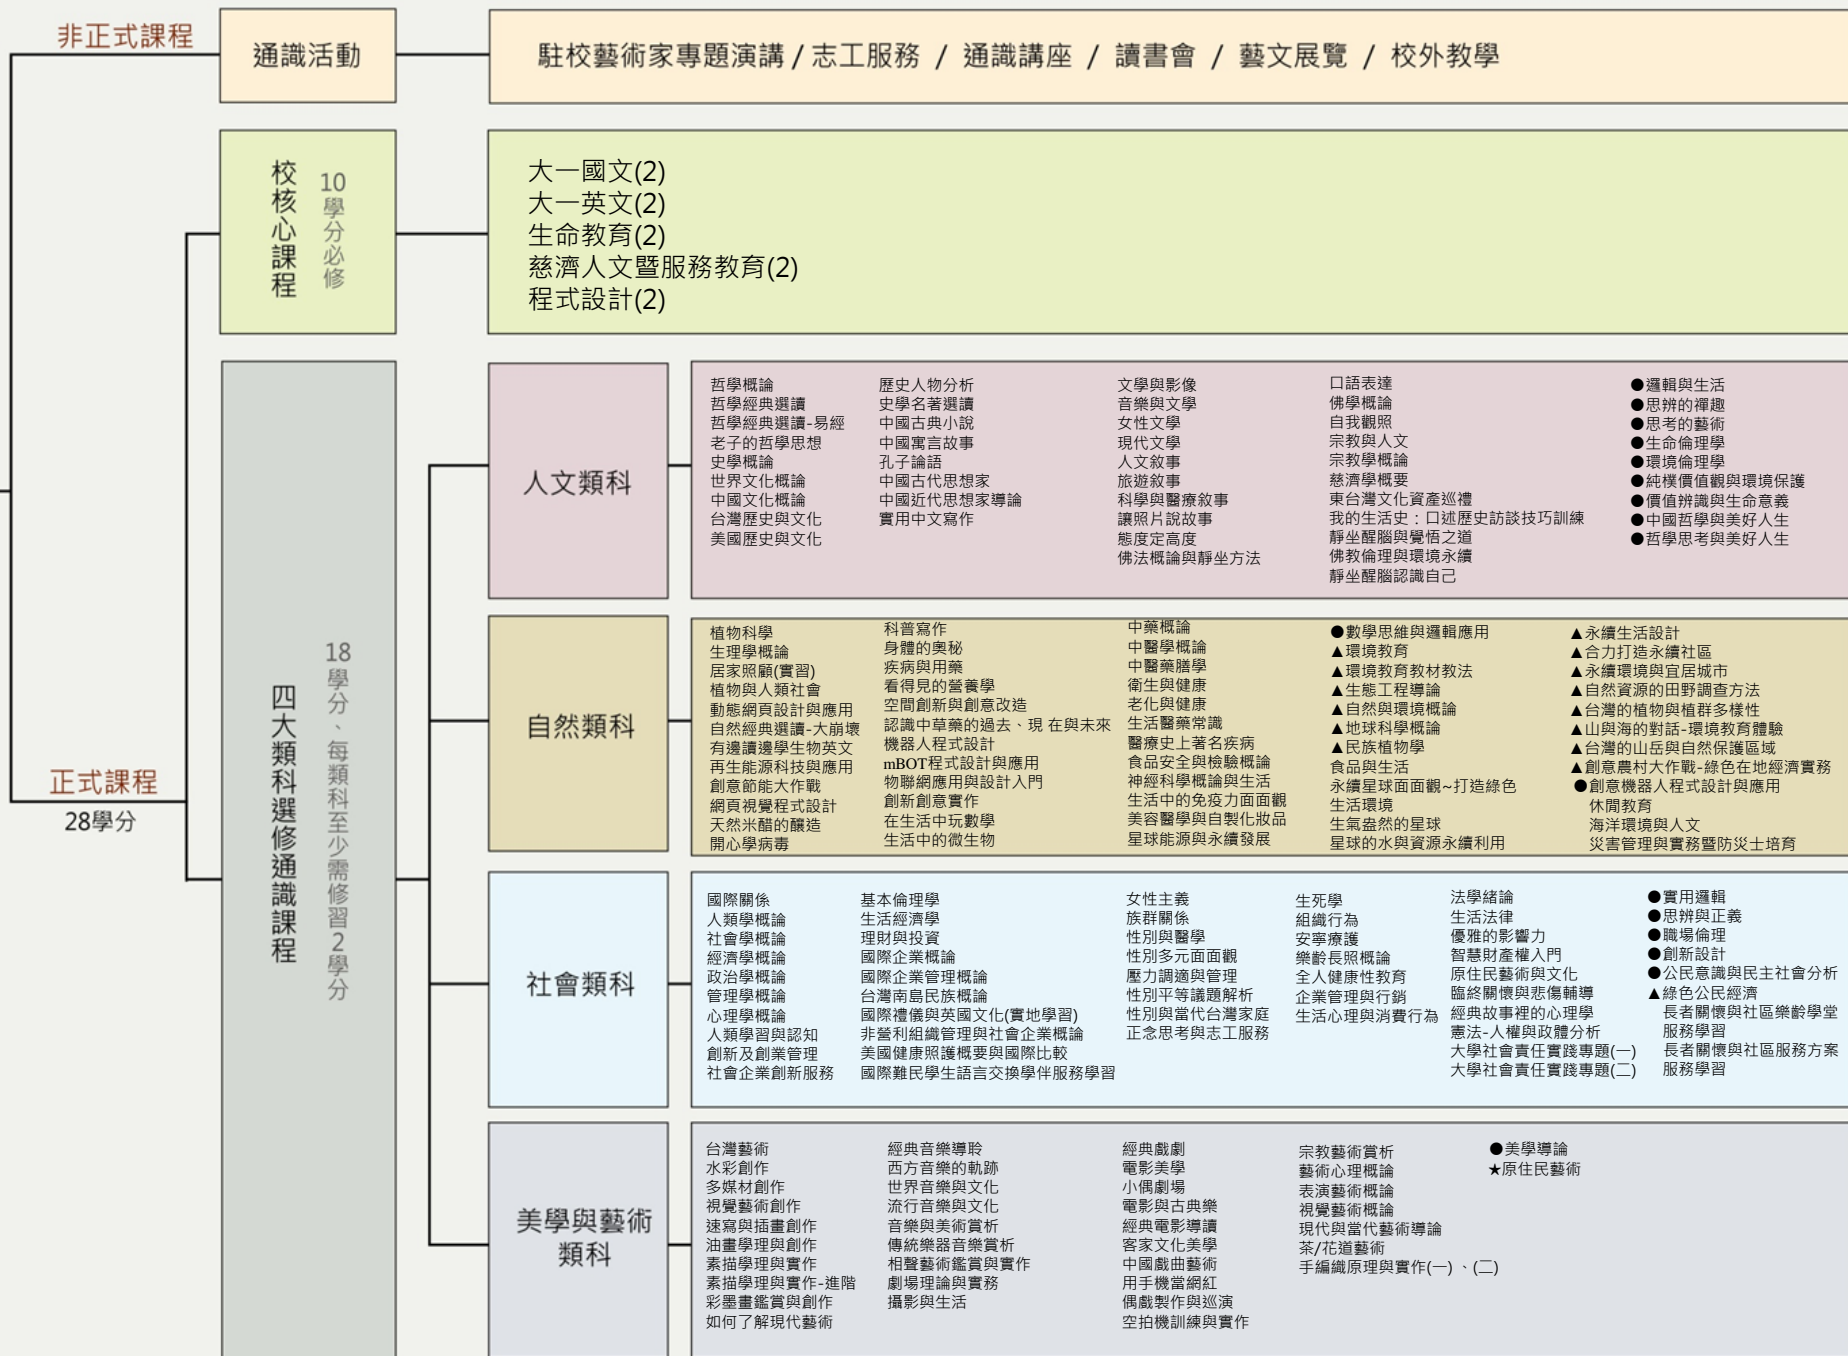 非正式課程
通識活動
駐校藝術家專題演講 / 志工服務 / 通識講座 / 讀書會 / 藝文展覽 / 校外教學
校核心課程
10學分必修
大一國文(2)
大一英文(2)
生命教育(2)
慈濟人文暨服務教育(2)
程式設計(2)
正式課程
28學分
四大類科選修通識課程
18學分、每類科至少需修習2學分
人文類科
哲學概論
哲學經典選讀
哲學經典選讀-易經
老子的哲學思想
史學概論
世界文化概論
中國文化概論
台灣歷史與文化
美國歷史與文化
歷史人物分析
史學名著選讀
中國古典小說
中國寓言故事
孔子論語
中國古代思想家
中國近代思想家導論
實用中文寫作
文學與影像
音樂與文學
女性文學
現代文學
人文敘事
旅遊敘事
科學與醫療敘事
讓照片說故事
態度定高度
佛法概論與靜坐方法
口語表達
佛學概論
自我觀照
宗教與人文
宗教學概論
慈濟學概要
東台灣文化資產巡禮
我的生活史：口述歷史訪談技巧訓練
靜坐醒腦與覺悟之道
佛教倫理與環境永續
靜坐醒腦認識自己
●邏輯與生活
●思辨的禪趣
●思考的藝術
●生命倫理學
●環境倫理學
●純樸價值觀與環境保護
●價值辨識與生命意義
●中國哲學與美好人生
●哲學思考與美好人生
自然類科
植物科學
生理學概論
居家照顧(實習)
植物與人類社會
動態網頁設計與應用
自然經典選讀-大崩壞
有邊讀邊學生物英文
再生能源科技與應用
創意節能大作戰
網頁視覺程式設計
天然米醋的釀造
開心學病毒
科普寫作
身體的奧秘
疾病與用藥
看得見的營養學
空間創新與創意改造
認識中草藥的過去、現 在與未來
機器人程式設計
mBOT程式設計與應用
物聯網應用與設計入門
創新創意實作
在生活中玩數學
生活中的微生物
中藥概論
中醫學概論
中醫藥膳學
衛生與健康
老化與健康
生活醫藥常識
醫療史上著名疾病
食品安全與檢驗概論
神經科學概論與生活
生活中的免疫力面面觀
美容醫學與自製化妝品
星球能源與永續發展
●數學思維與邏輯應用
▲環境教育
▲環境教育教材教法
▲生態工程導論
▲自然與環境概論
▲地球科學概論
▲民族植物學
食品與生活
永續星球面面觀~打造綠色
生活環境
生氣盎然的星球
星球的水與資源永續利用
▲永續生活設計
▲合力打造永續社區
▲永續環境與宜居城市
▲自然資源的田野調查方法
▲台灣的植物與植群多樣性
▲山與海的對話-環境教育體驗
▲台灣的山岳與自然保護區域
▲創意農村大作戰-綠色在地經濟實務
●創意機器人程式設計與應用
休閒教育
海洋環境與人文
災害管理與實務暨防災士培育
社會類科
國際關係
人類學概論
社會學概論
經濟學概論
政治學概論
管理學概論
心理學概論
人類學習與認知
創新及創業管理
社會企業創新服務
基本倫理學
生活經濟學
理財與投資
國際企業概論
國際企業管理概論
台灣南島民族概論
國際禮儀與英國文化(實地學習)
非營利組織管理與社會企業概論
美國健康照護概要與國際比較
國際難民學生語言交換學伴服務學習
女性主義
族群關係
性別與醫學
性別多元面面觀
壓力調適與管理
性別平等議題解析
性別與當代台灣家庭
正念思考與志工服務
生死學
組織行為
安寧療護
樂齡長照概論
全人健康性教育
企業管理與行銷
生活心理與消費行為
法學緒論
生活法律
優雅的影響力
智慧財產權入門
原住民藝術與文化
臨終關懷與悲傷輔導
經典故事裡的心理學
憲法-人權與政體分析
大學社會責任實踐專題(一)
大學社會責任實踐專題(二)
●實用邏輯
●思辨與正義
●職場倫理
●創新設計
●公民意識與民主社會分析
▲綠色公民經濟
長者關懷與社區樂齡學堂
服務學習
長者關懷與社區服務方案
服務學習
美學與藝術
類科
台灣藝術
水彩創作
多媒材創作
視覺藝術創作
速寫與插畫創作
油畫學理與創作
素描學理與實作
素描學理與實作-進階
彩墨畫鑑賞與創作
如何了解現代藝術
經典音樂導聆
西方音樂的軌跡
世界音樂與文化
流行音樂與文化
音樂與美術賞析
傳統樂器音樂賞析
相聲藝術鑑賞與實作
劇場理論與實務
攝影與生活
經典戲劇
電影美學
小偶劇場
電影與古典樂
經典電影導讀
客家文化美學
中國戲曲藝術
用手機當網紅
偶戲製作與巡演
空拍機訓練與實作
宗教藝術賞析
藝術心理概論
表演藝術概論
視覺藝術概論
現代與當代藝術導論
茶/花道藝術
手編織原理與實作(一) 、(二)
●美學導論
★原住民藝術